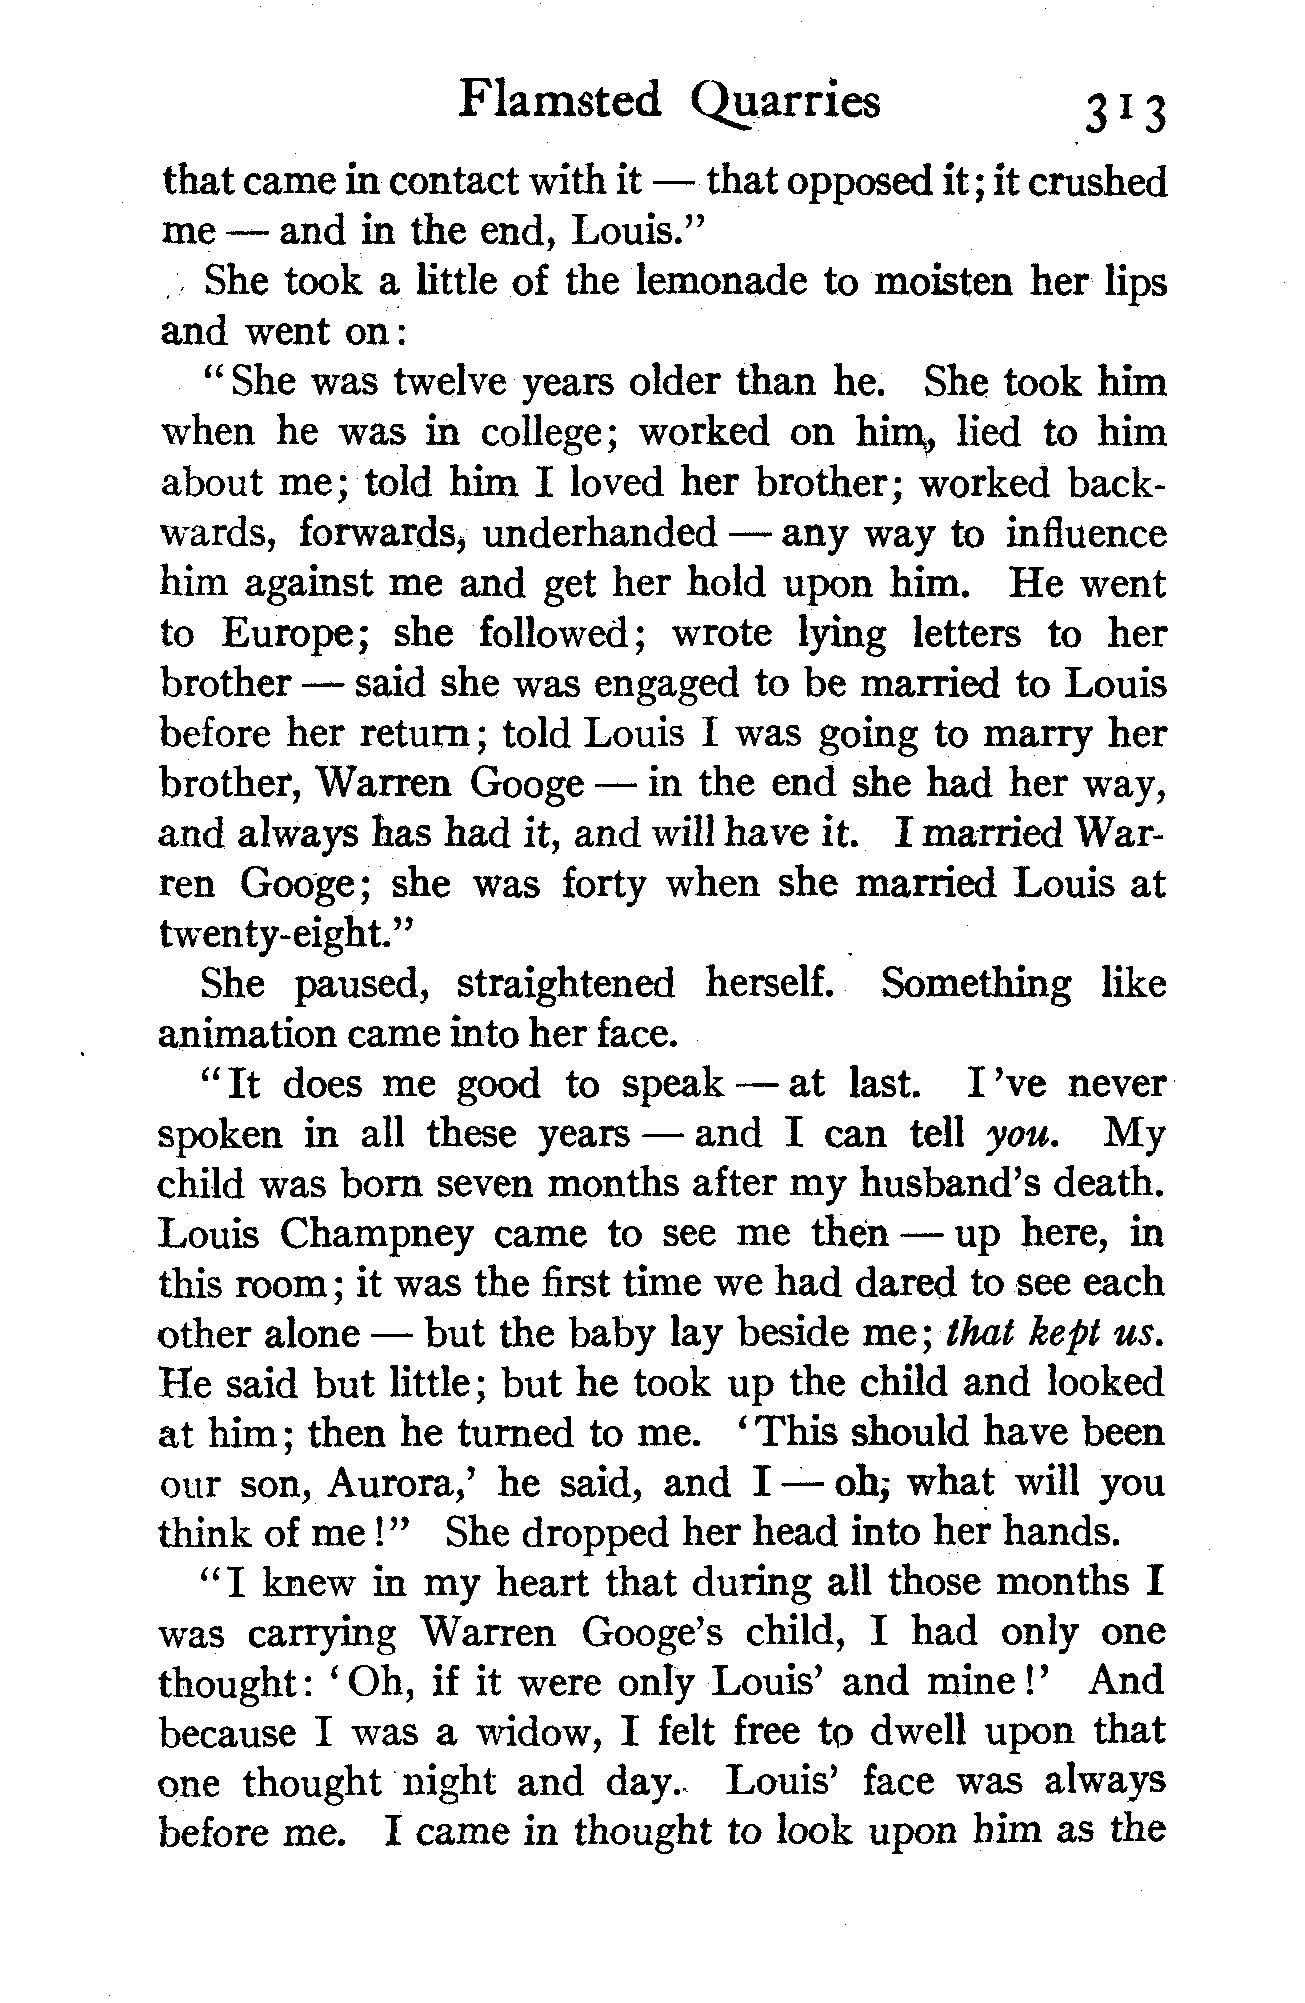 Flamsted Quarries 313
that came in contact with it — that opposed it; it crushed
me — and in the end, Louis."
She took a little of the lemonade to moisten her lips
and went on:
"She was twelve years older than he. She took him
when he was in college; worked on him, lied to him
about me; told him I loved her brother; worked back-
wards, forwards, underhanded — any way to influence
him against me and get her hold upon him. He went
to Europe; she followed; wrote lying letters to her
brother — said she was engaged to be married to Louis
before her return; told Louis I was going to marry her
brother, Warren Googe — in the end she had her way,
and always has had it, and will have it. I married War-
ren Googe; she was forty when she married Louis at
twenty-eight."
She paused, straightened herself. Something like
animation came into her face.
"It does me good to speak — at last. I 've never
spoken in all these years — and I can tell you. My
child was born seven months after my husband's death.
Louis Champney came to see me then — up here, in
this room; it was the first time we had dared to see each
other alone — but the baby lay beside me; that kept us.
He said but little; but he took up the child and looked
at him; then he turned to me. 'This should have been
our son, Aurora,' he said, and I — oh, what will you
think of me!" She dropped her head into her hands.
"I knew in my heart that during all those months I
was carrying Warren Googe's child, I had only one
thought: 'Oh, if it were only Louis' and mine!' And
because I was a widow, I felt free to dwell upon that
one thought night and day. Louis' face was always
before me. I came in thought to look upon him as the